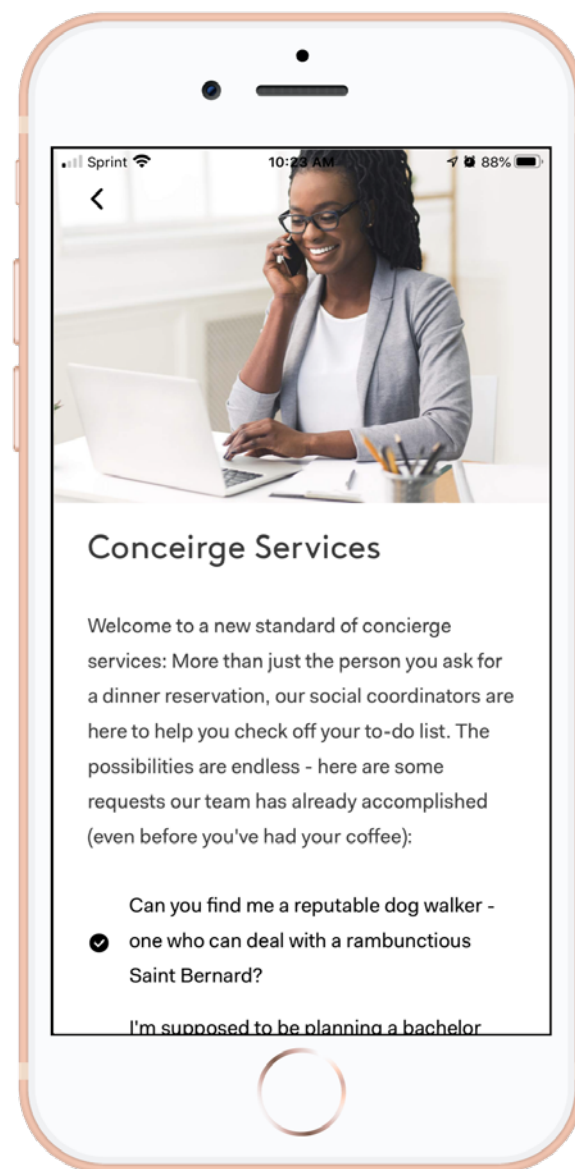 Sprint 10:23 AM 88%
Conceirge Services
Welcome to a new standard of concierge
services: More than just the person you ask for
a dinner reservation, our social coordinators are
here to help you check off your to-do list. The
possibilities are endless - here are some
requests our team has already accomplished
(even before you've had your coffee):
Can you find me a reputable dog walker -
one who can deal with a rambunctious
Saint Bernard?
I'm supposed to be planning a bachelor